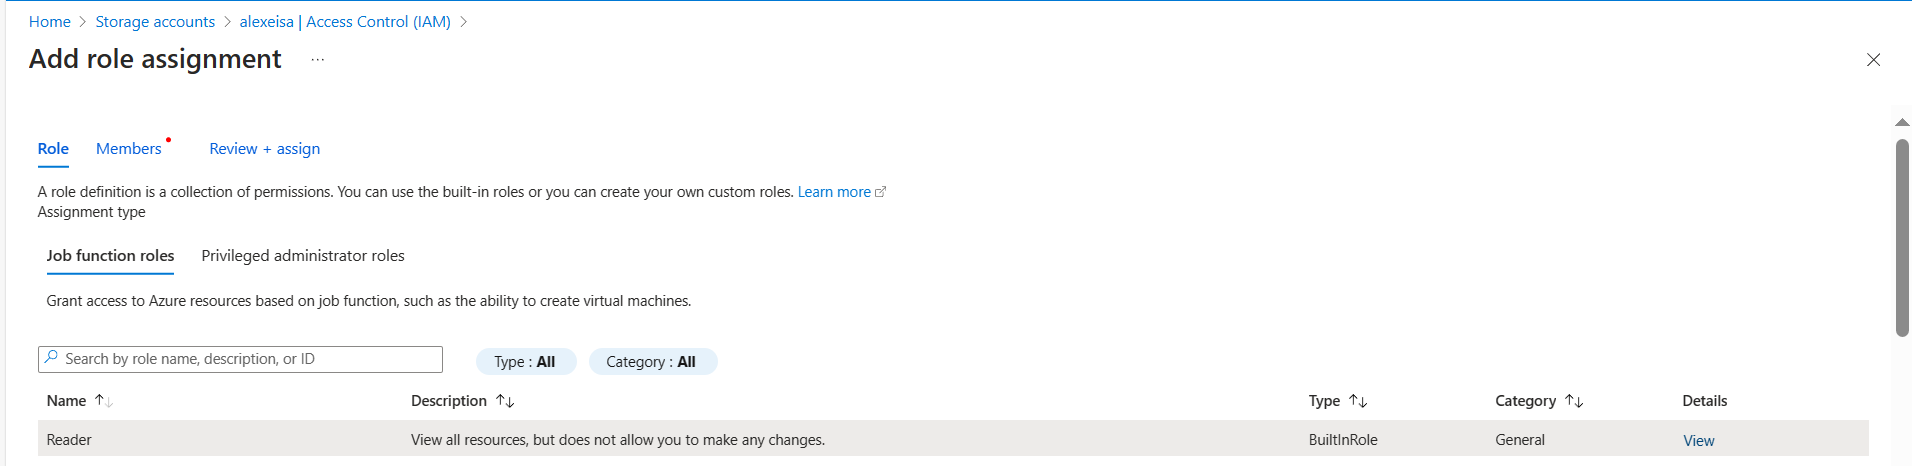 Home > Storage accounts > alexeisa | Access Control (IAM) >
Add role assignment ...
Role Members Review + assign
A role definition is a collection of permissions. You can use the built-in roles or you can create your own custom roles. Learn more
Assignment type
Job function roles Privileged administrator roles
Grant access to Azure resources based on job function, such as the ability to create virtual machines.
Search by role name, description, or ID Type : All Category : All
Name ↑↓ Description ↑↓ Type ↑↓ Category ↑↓ Details
Reader View all resources, but does not allow you to make any changes. BuiltInRole General View